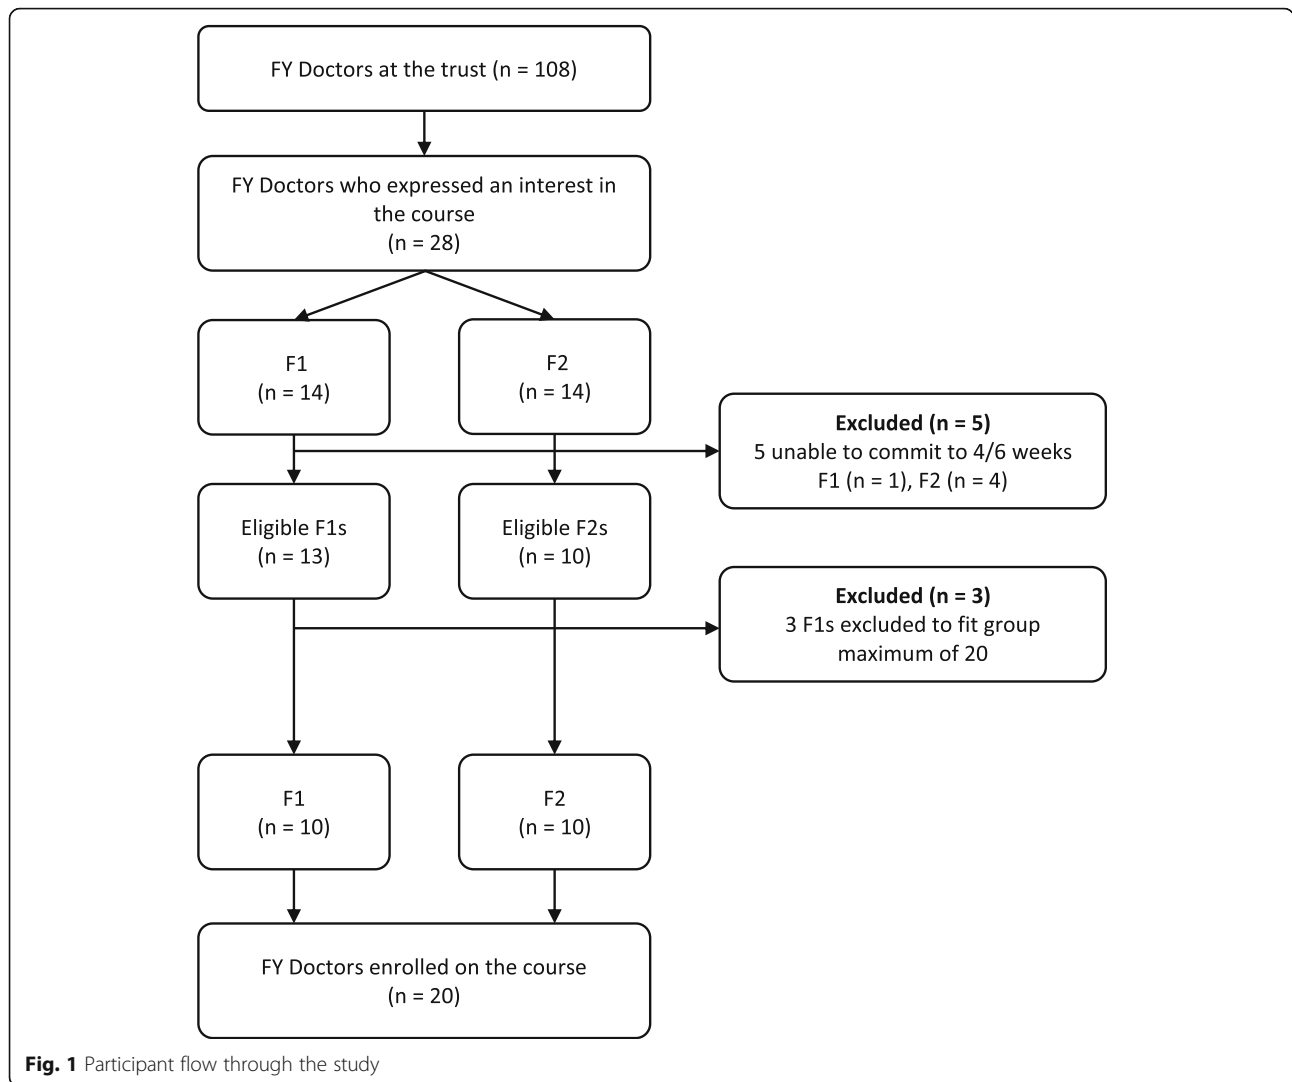 FY Doctors at the trust (n = 108)
FY Doctors who expressed an interest in
the course
(n = 28)
F1
(n = 14)
F2
(n = 14)
Excluded (n = 5)
5 unable to commit to 4/6 weeks
F1 (n = 1), F2 (n = 4)
Eligible F1s
(n = 13)
Eligible F2s
(n = 10)
Excluded (n = 3)
3 F1s excluded to fit group
maximum of 20
F1
(n = 10)
F2
(n = 10)
FY Doctors enrolled on the course
(n = 20)
Fig. 1 Participant flow through the study